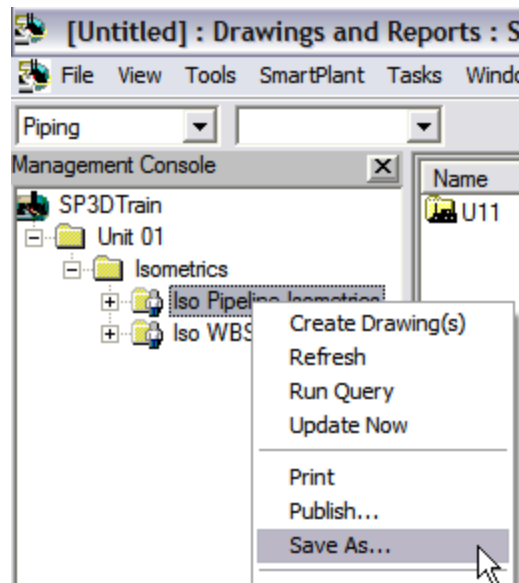 [Untitled] : Drawings and Reports : S
File View Tools SmartPlant Tasks Windo
Piping
Management Console
Name
SP3DTrain
U11
Unit 01
Isometrics
Iso Pipeline Isometrics
Iso WBS
Create Drawing(s)
Refresh
Run Query
Update Now
Print
Publish...
Save As...